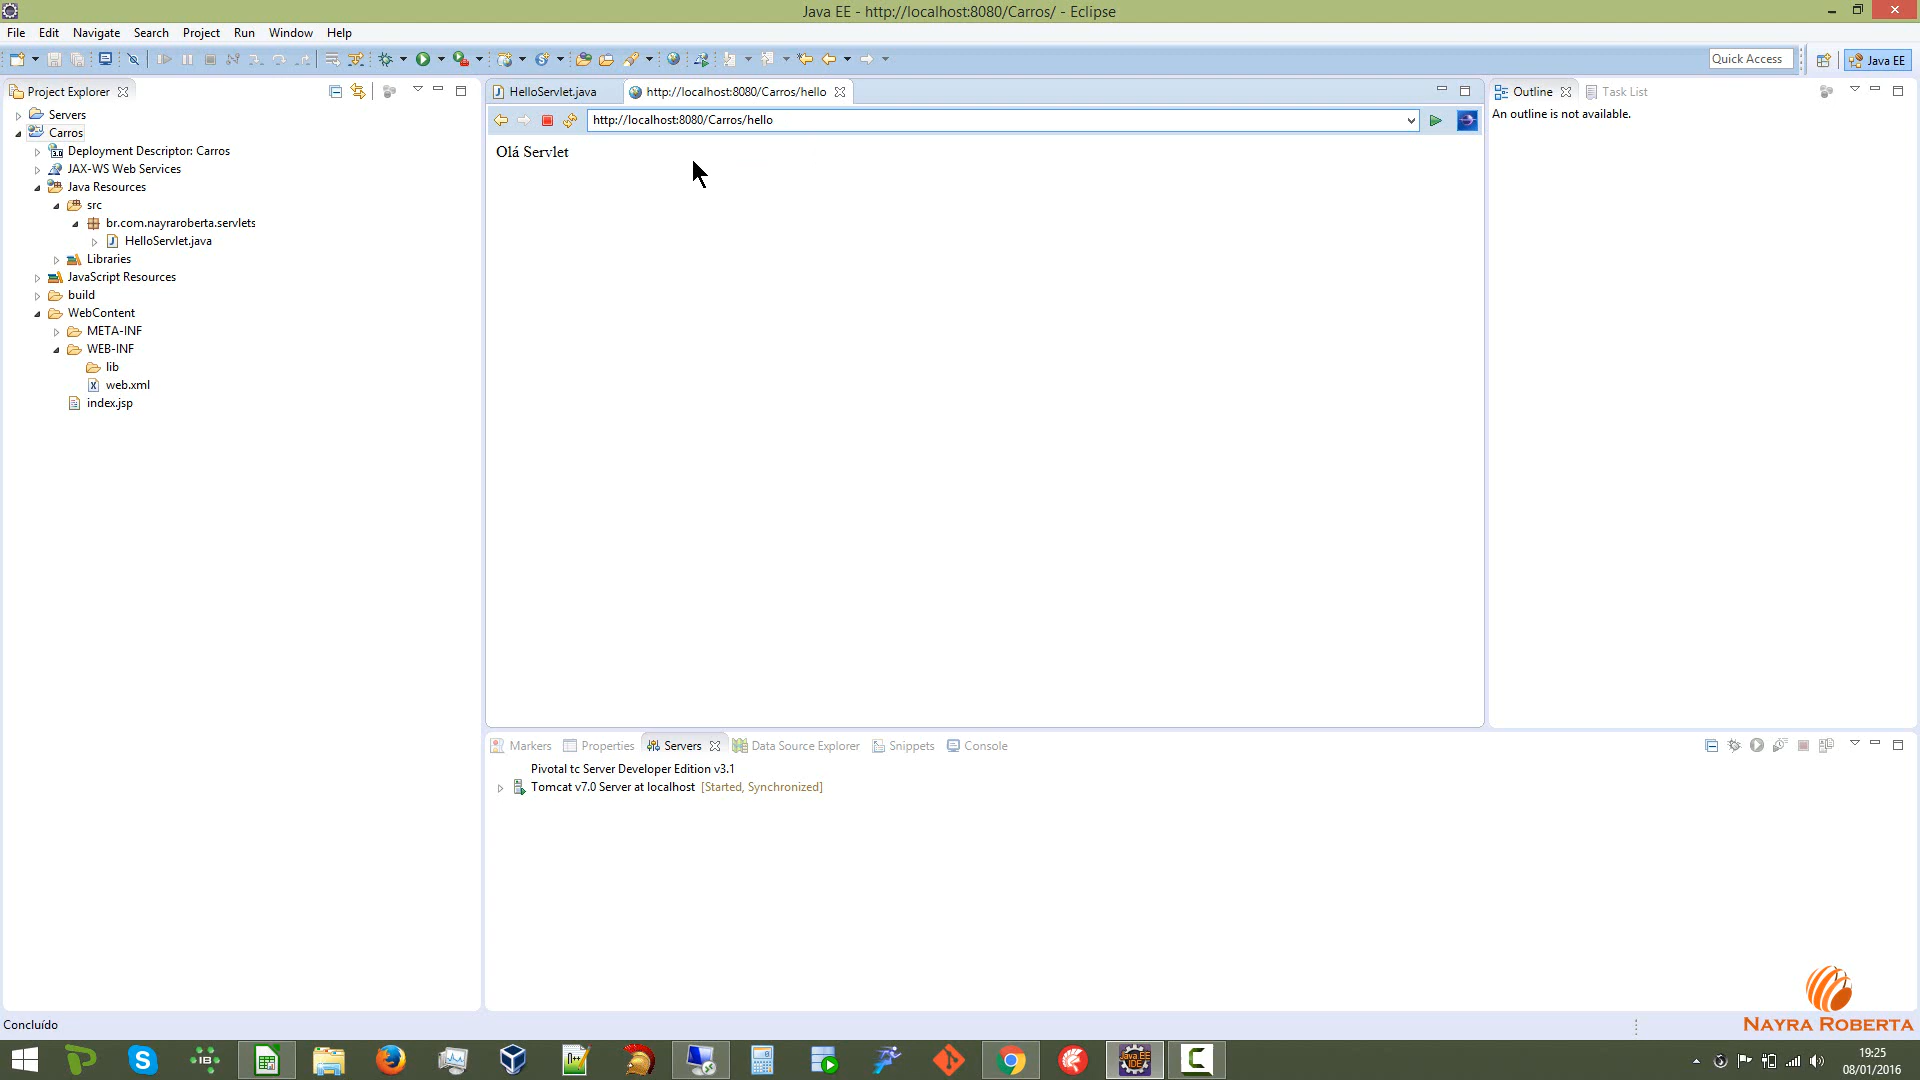 Java EE - http://localhost:8080/Carros/ - Eclipse
File Edit Navigate Search Project Run Window Help
Quick Access
Java EE
Project Explorer
HelloServlet.java
http://localhost:8080/Carros/hello
Outline
Task List
Servers
http://localhost:8080/Carros/hello
An outline is not available.
Carros
Deployment Descriptor: Carros
Olá Servlet
JAX-WS Web Services
Java Resources
src
br.com.nayraroberta.servlets
HelloServlet.java
Libraries
JavaScript Resources
build
WebContent
META-INF
WEB-INF
lib
web.xml
index.jsp
Markers
Properties
Servers
Data Source Explorer
Snippets
Console
Pivotal tc Server Developer Edition v3.1
Tomcat v7.0 Server at localhost [Started, Synchronized]
Concluído
NAYRA ROBERTA
Java EE
IDE
19:25
08/01/2016